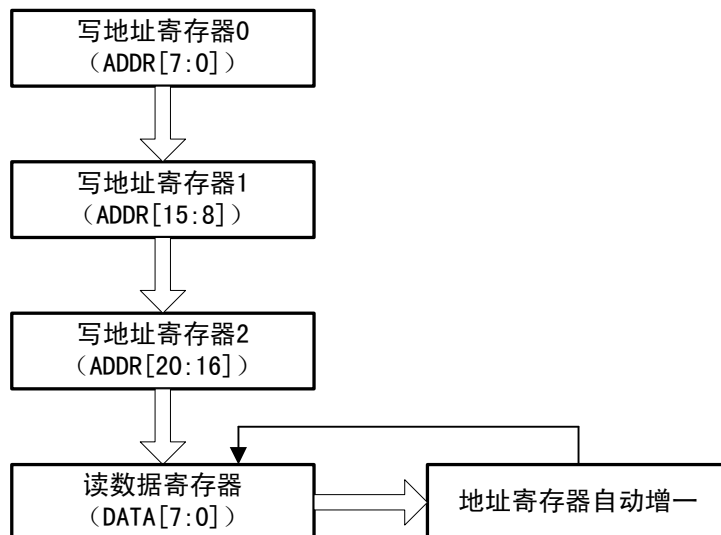 写地址寄存器0
（ADDR[7:0]）
写地址寄存器1
（ADDR[15:8]）
写地址寄存器2
（ADDR[20:16]）
读数据寄存器
（DATA[7:0]）
地址寄存器自动增一